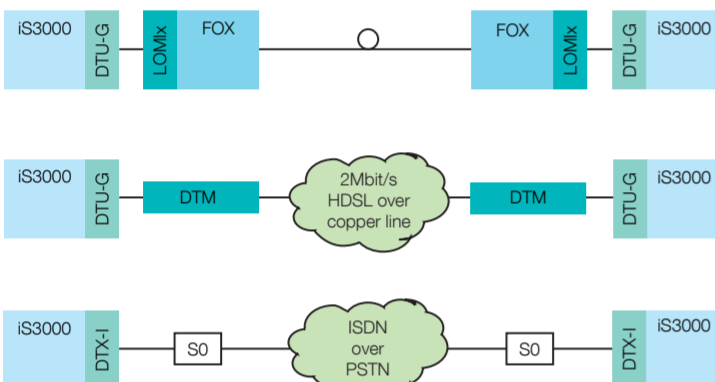 iS3000
DTU-G
LOMIx
FOX
FOX
LOMIx
DTU-G
iS3000
iS3000
DTU-G
DTM
2Mbit/s
HDSL over
copper line
DTM
DTU-G
iS3000
iS3000
DTX-I
S0
ISDN
over
PSTN
S0
DTX-I
iS3000